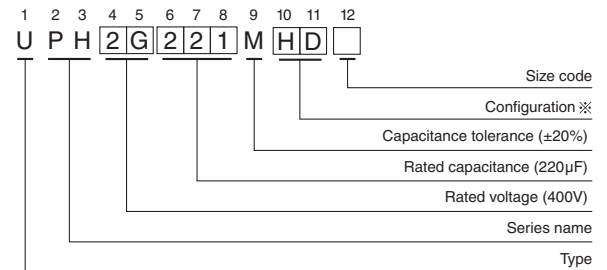 1 2 3 4 5 6 7 8 9 10 11 12
U P H 2 G 2 2 1 M H D
Size code
Configuration ※
Capacitance tolerance (±20%)
Rated capacitance (220µF)
Rated voltage (400V)
Series name
Type